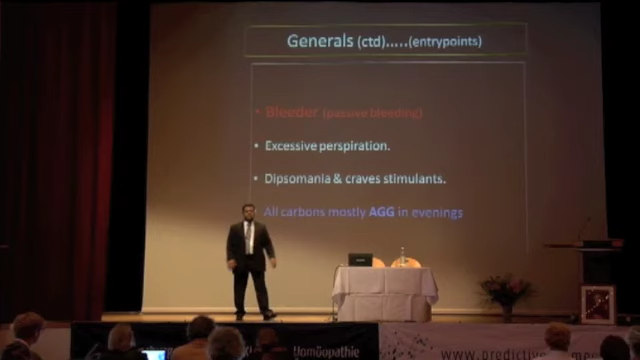 Generals (ctd).....(entrypoints)
• Bleeder (passive bleeding)
• Excessive perspiration.
• Dipsomania & craves stimulants.
All carbons mostly AGG in evenings
Homöopathie
www.predictive